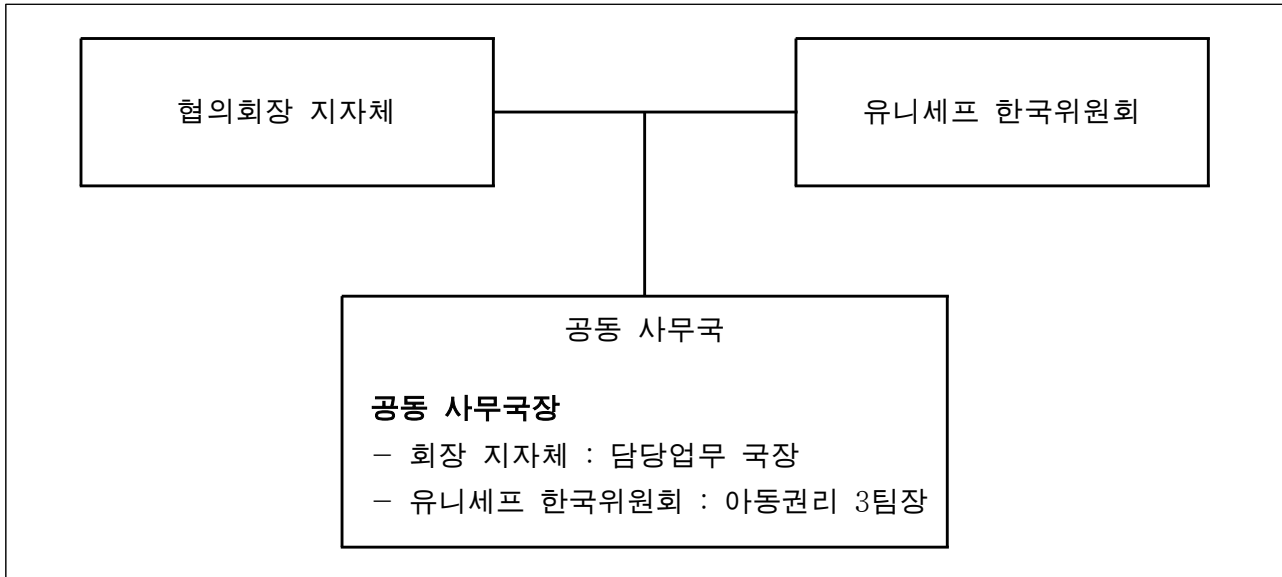 협의회장 지자체
유니세프 한국위원회
공동 사무국
공동 사무국장
- 회장 지자체 : 담당업무 국장
- 유니세프 한국위원회 : 아동권리 3팀장